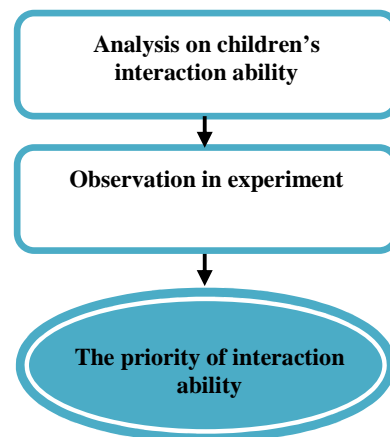 Analysis on children’s
interaction ability
Observation in experiment
The priority of interaction
ability